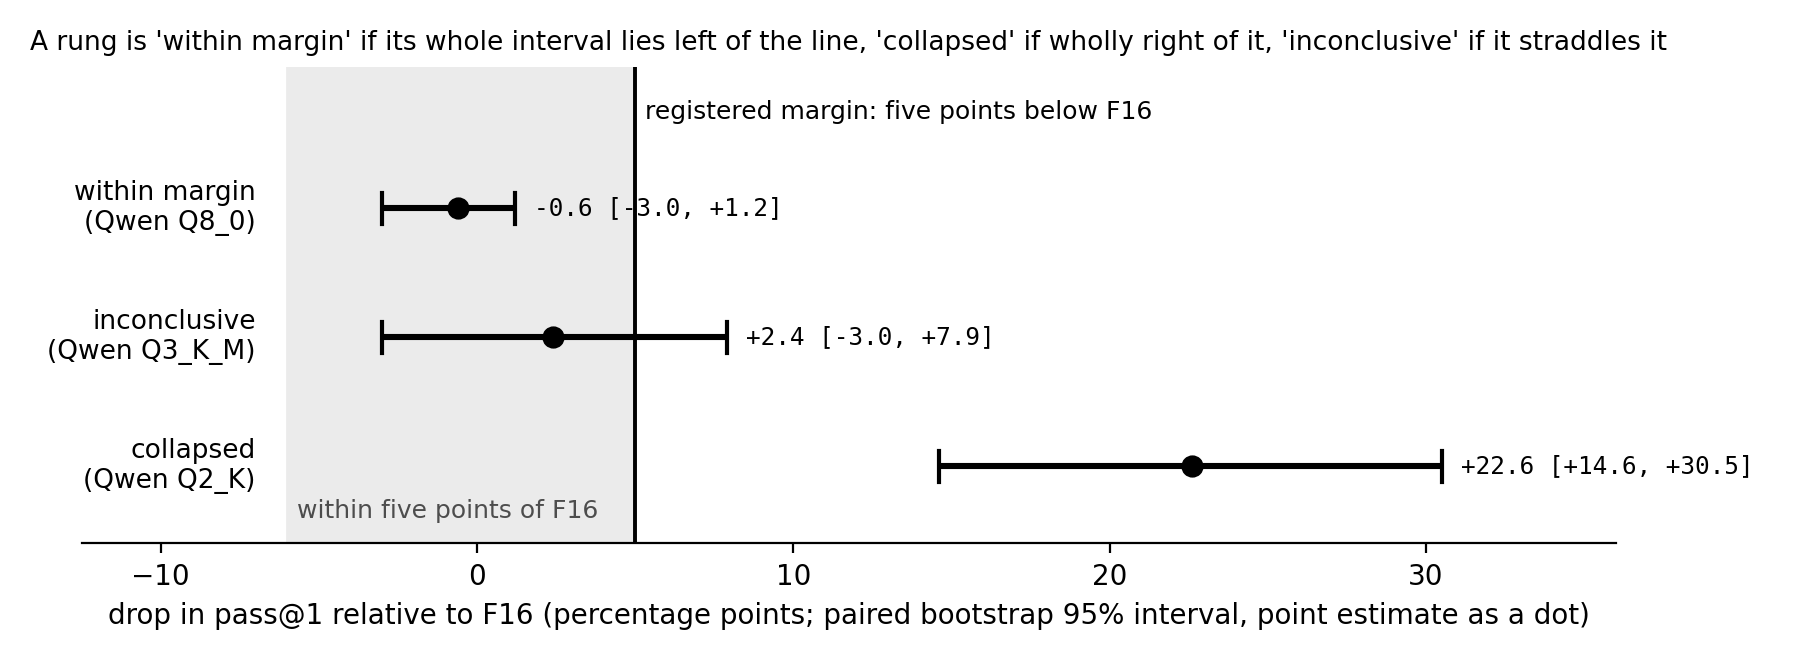 A rung is 'within margin' if its whole interval lies left of the line, 'collapsed' if wholly right of it, 'inconclusive' if it straddles it
registered margin: five points below F16
within margin
(Qwen Q8_0)
-0.6 [-3.0, +1.2]
inconclusive
(Qwen Q3_K_M)
+2.4 [-3.0, +7.9]
collapsed
(Qwen Q2_K)
+22.6 [+14.6, +30.5]
within five points of F16
−10 0 10 20 30
drop in pass@1 relative to F16 (percentage points; paired bootstrap 95% interval, point estimate as a dot)